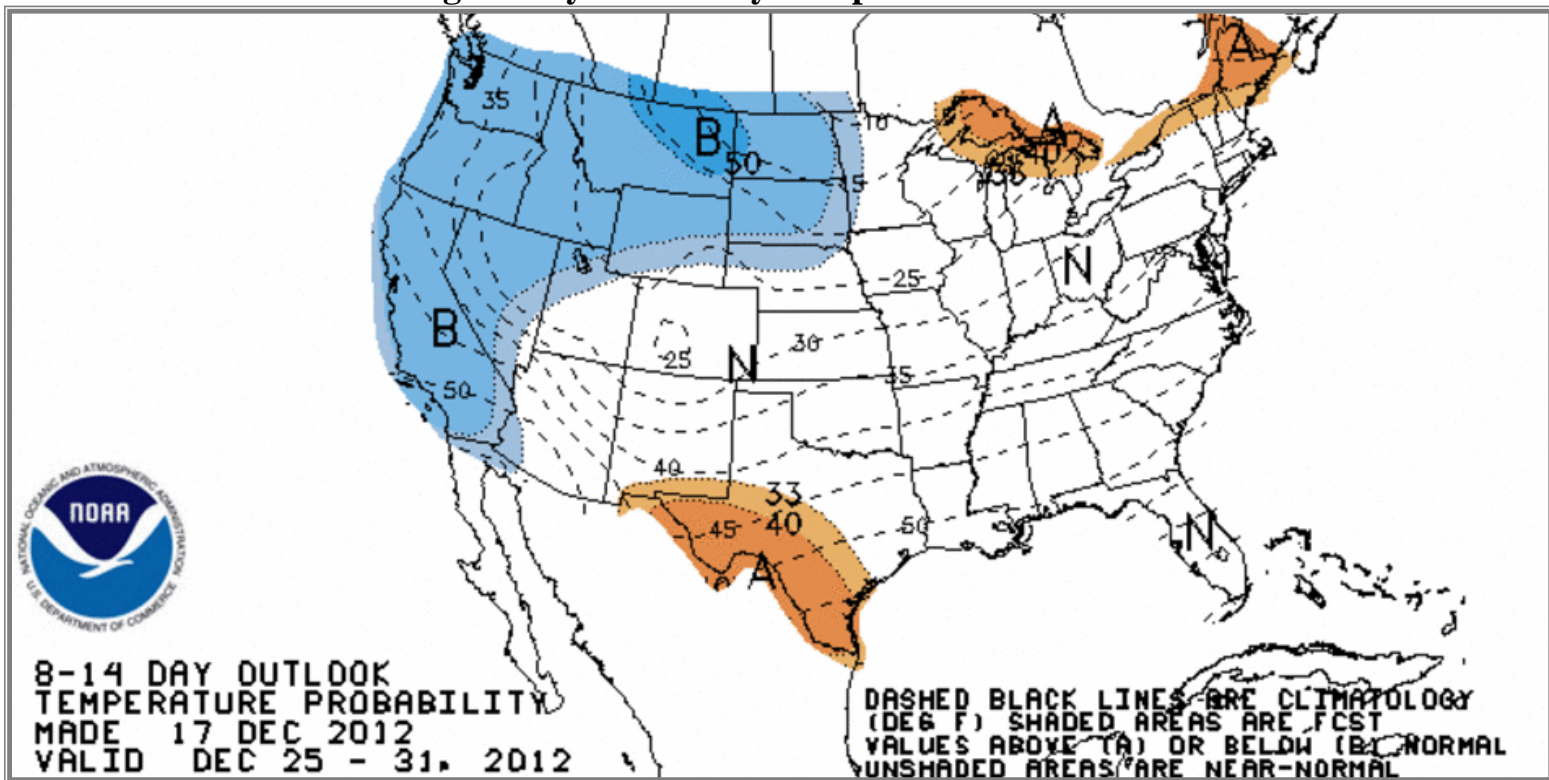 A
35
10
A
B
50
40
33
15
N
25
B
30
25
N
35
50
40
33
45
40
50
N
A
NOAA
NATIONAL OCEANIC AND ATMOSPHERIC ADMINISTRATION
U.S. DEPARTMENT OF COMMERCE
8-14 DAY OUTLOOK
TEMPERATURE PROBABILITY
MADE 17 DEC 2012
VALID DEC 25 - 31, 2012
DASHED BLACK LINES ARE CLIMATOLOGY
(DEG F) SHADED AREAS ARE FCST
VALUES ABOVE (A) OR BELOW (B) NORMAL
UNSHADED AREAS ARE NEAR-NORMAL